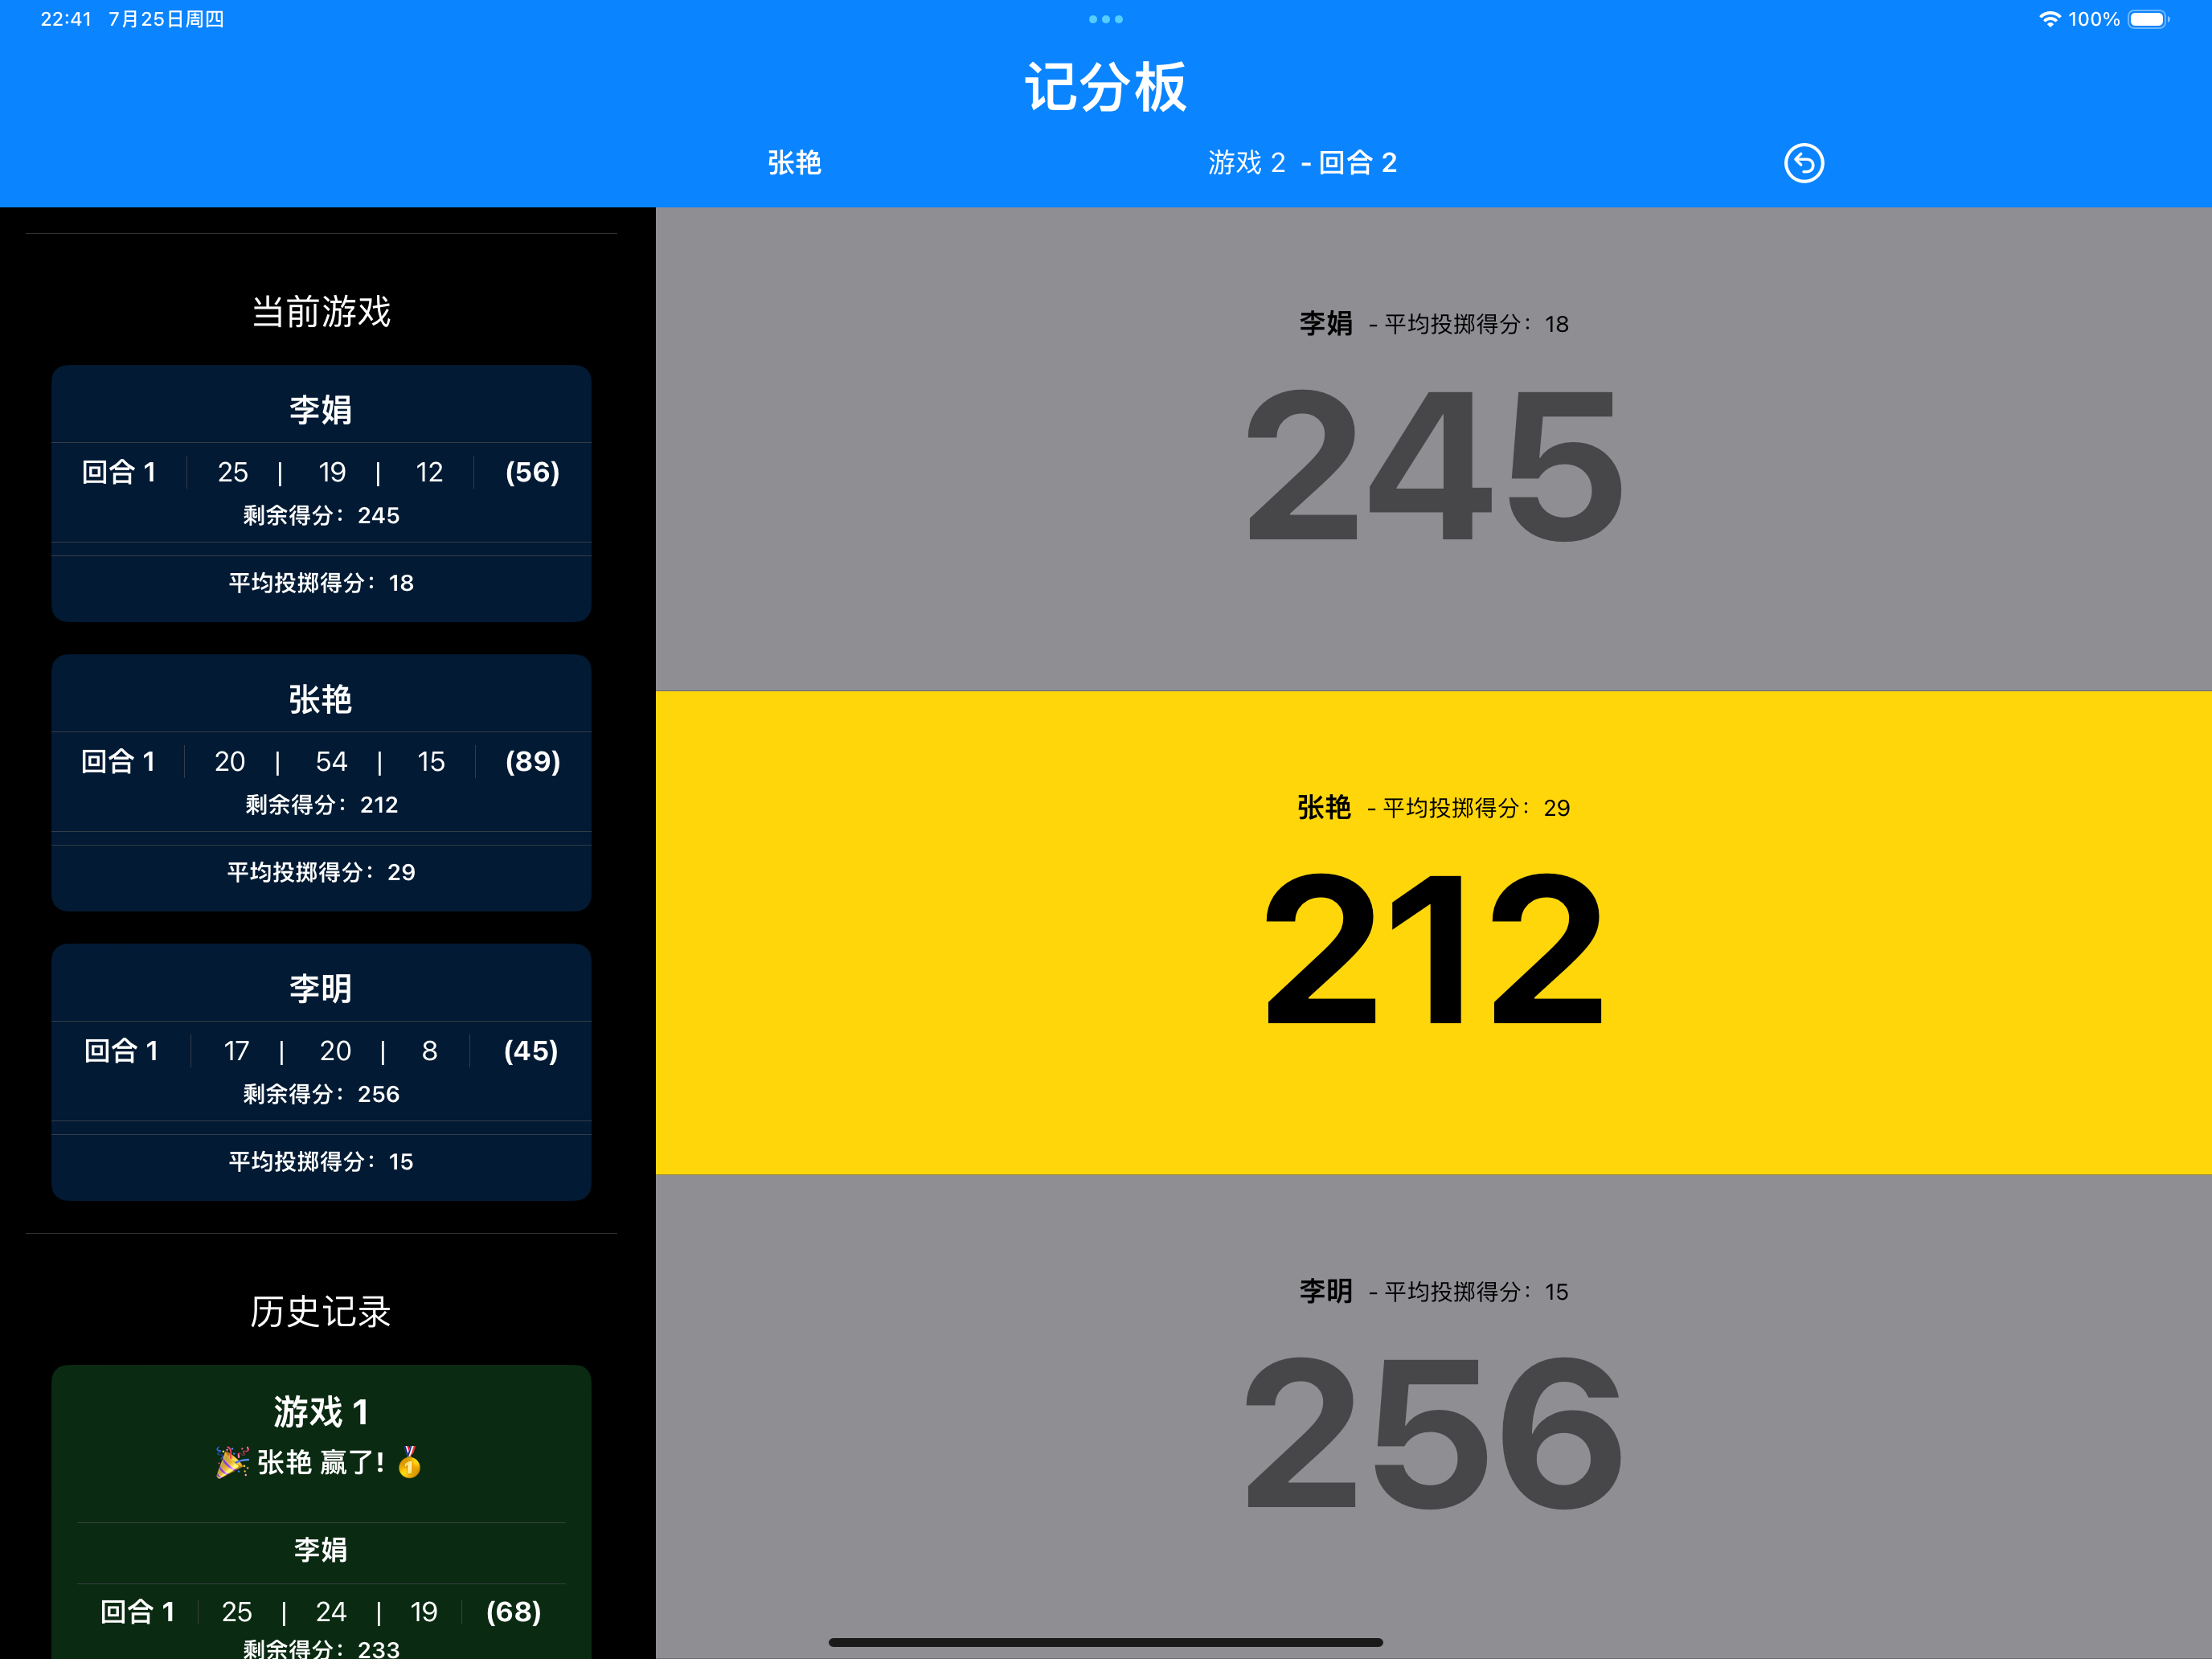 22:41 7月25日周四
100%
记分板
张艳
游戏 2 - 回合 2
当前游戏
李娟
回合 1 25 | 19 | 12 (56)
剩余得分：245
平均投掷得分：18
张艳
回合 1 20 | 54 | 15 (89)
剩余得分：212
平均投掷得分：29
李明
回合 1 17 | 20 | 8 (45)
剩余得分：256
平均投掷得分：15
历史记录
游戏 1
🎉 张艳 赢了! 🥇
李娟
回合 1 25 | 24 | 19 (68)
剩余得分：233
李娟 - 平均投掷得分：18
245
张艳 - 平均投掷得分：29
212
李明 - 平均投掷得分：15
256